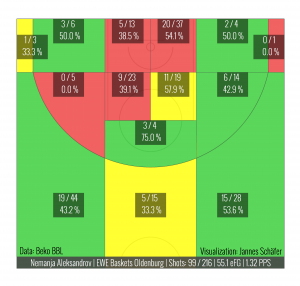 3 / 6
50.0 %
5 / 13
38.5 %
20 / 37
54.1 %
2 / 4
50.0 %
1 / 3
33.3 %
0 / 1
0.0 %
0 / 5
0.0 %
9 / 23
39.1 %
11 / 19
57.9 %
6 / 14
42.9 %
3 / 4
75.0 %
19 / 44
43.2 %
5 / 15
33.3 %
15 / 28
53.6 %
Data: Beko BBL
Visualization: Jannes Schäfer
Nemanja Aleksandrov | EWE Baskets Oldenburg | Shots: 99 / 216 | 55.1 eFG | 1.32 PPS